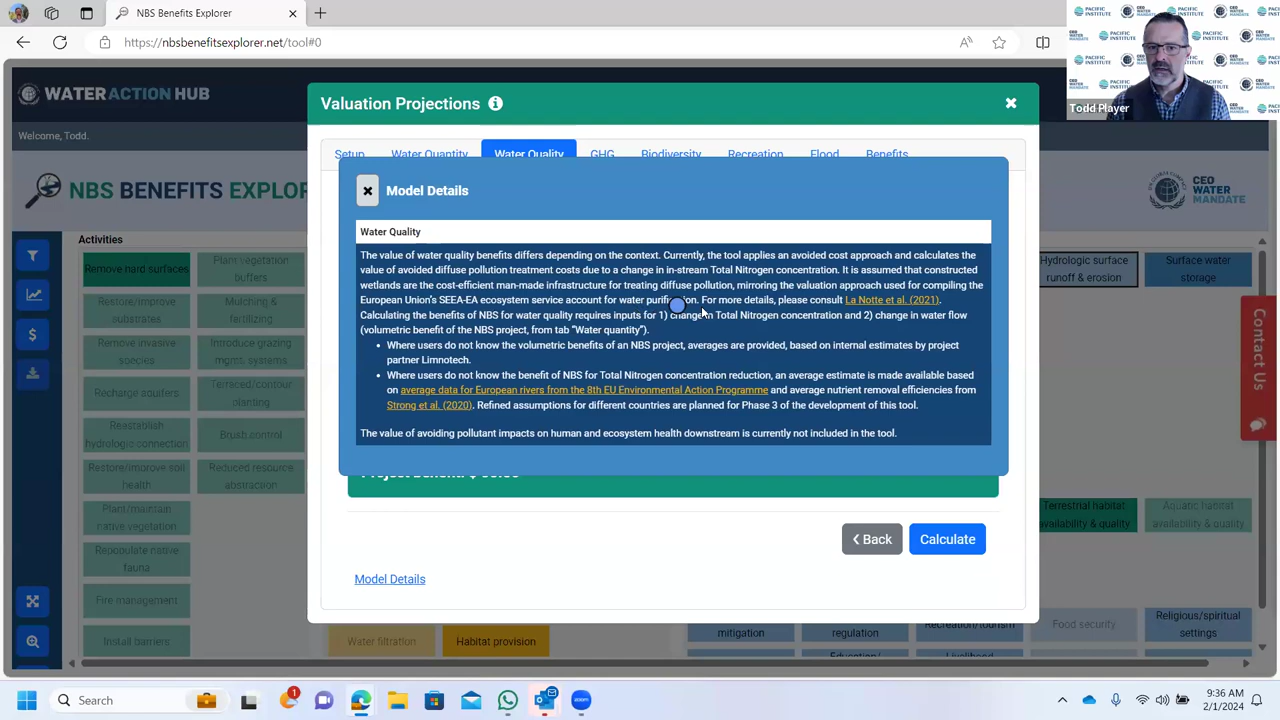 NBS Benefits Explorer
https://nbsbenefitsexplorer.net/tool#0
PACIFIC INSTITUTE
CEO WATER MANDATE
Todd Player
WATERACTION HUB
Welcome, Todd.
NBS BENEFITS EXPLOR
CEO WATER MANDATE
Valuation Projections
Setup
Water Quantity
Water Quality
GHG
Biodiversity
Recreation
Flood
Benefits
Model Details
Water Quality
The value of water quality benefits differs depending on the context. Currently, the tool applies an avoided cost approach and calculates the
value of avoided diffuse pollution treatment costs due to a change in in-stream Total Nitrogen concentration. It is assumed that constructed
wetlands are the cost-efficient man-made infrastructure for treating diffuse pollution, mirroring the valuation approach used for compiling the
European Union's SEEA-EA ecosystem service account for water purification. For more details, please consult La Notte et al. (2021).
Calculating the benefits of NBS for water quality requires inputs for 1) change in Total Nitrogen concentration and 2) change in water flow
(volumetric benefit of the NBS project, from tab "Water quantity").
• Where users do not know the volumetric benefits of an NBS project, averages are provided, based on internal estimates by project
partner Limnotech.
• Where users do not know the benefit of NBS for Total Nitrogen concentration reduction, an average estimate is made available based
on average data for European rivers from the 8th EU Environmental Action Programme and average nutrient removal efficiencies from
Strong et al. (2020). Refined assumptions for different countries are planned for Phase 3 of the development of this tool.
The value of avoiding pollutant impacts on human and ecosystem health downstream is currently not included in the tool.
Back
Calculate
Model Details
Activities
Remove hard surfaces
Plant vegetation
buffers
Restore/improve
substrates
Mulching &
fertilizing
Remove invasive
species
Introduce grazing
mgmt. systems
Recharge aquifers
Terraced/contour
planting
Reestablish
hydrologic connection
Brush control
Restore/improve soil
health
Reduced resource
abstraction
Plant/maintain
native vegetation
Repopulate native
fauna
Fire management
Install barriers
Water filtration
Habitat provision
Hydrologic surface
runoff & erosion
Surface water
storage
Terrestrial habitat
availability & quality
Aquatic habitat
availability & quality
mitigation
regulation
Recreation/tourism
Food security
Religious/spiritual
settings
Education/
Livelihood
Contact Us
Search
1
9:36 AM
2/1/2024